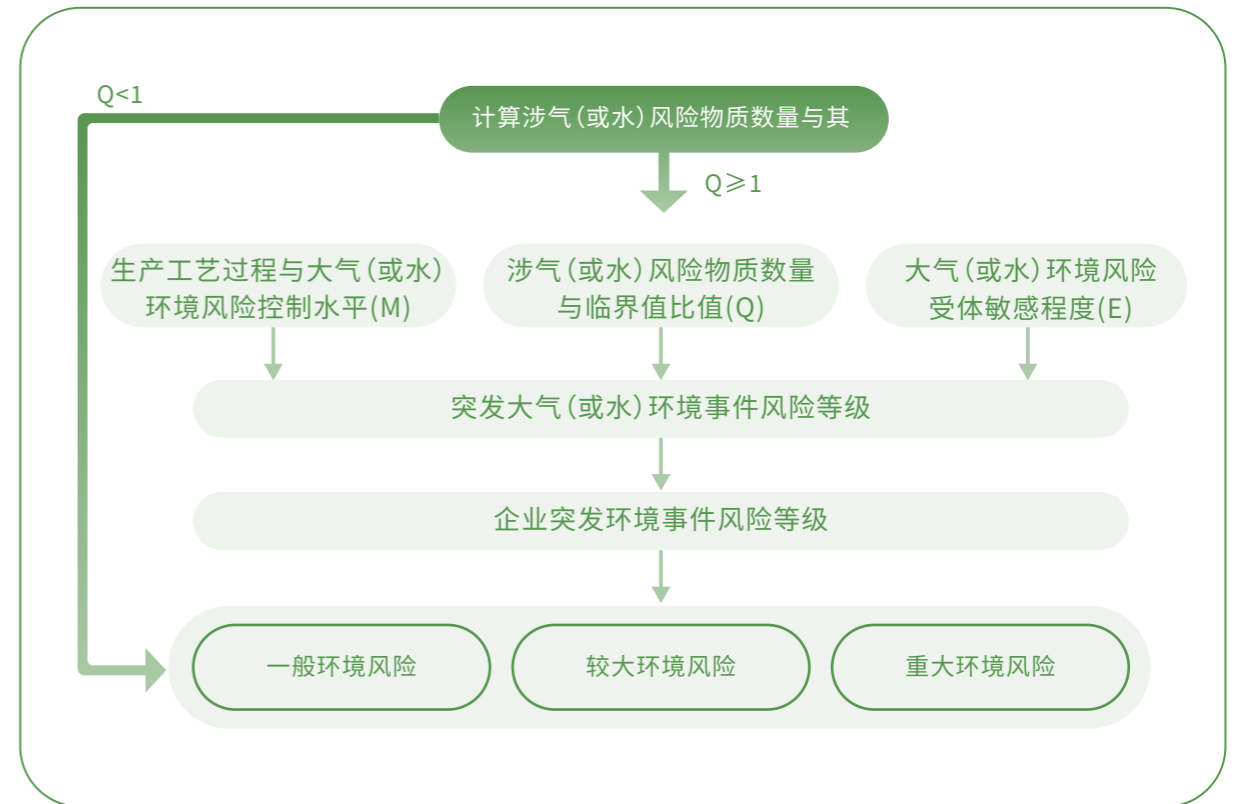 Q<1
计算涉气(或水)风险物质数量与其
Q≥1
生产工艺过程与大气(或水)
环境风险控制水平(M)
涉气(或水)风险物质数量
与临界值比值(Q)
大气(或水)环境风险
受体敏感程度(E)
突发大气(或水)环境事件风险等级
企业突发环境事件风险等级
一般环境风险
较大环境风险
重大环境风险